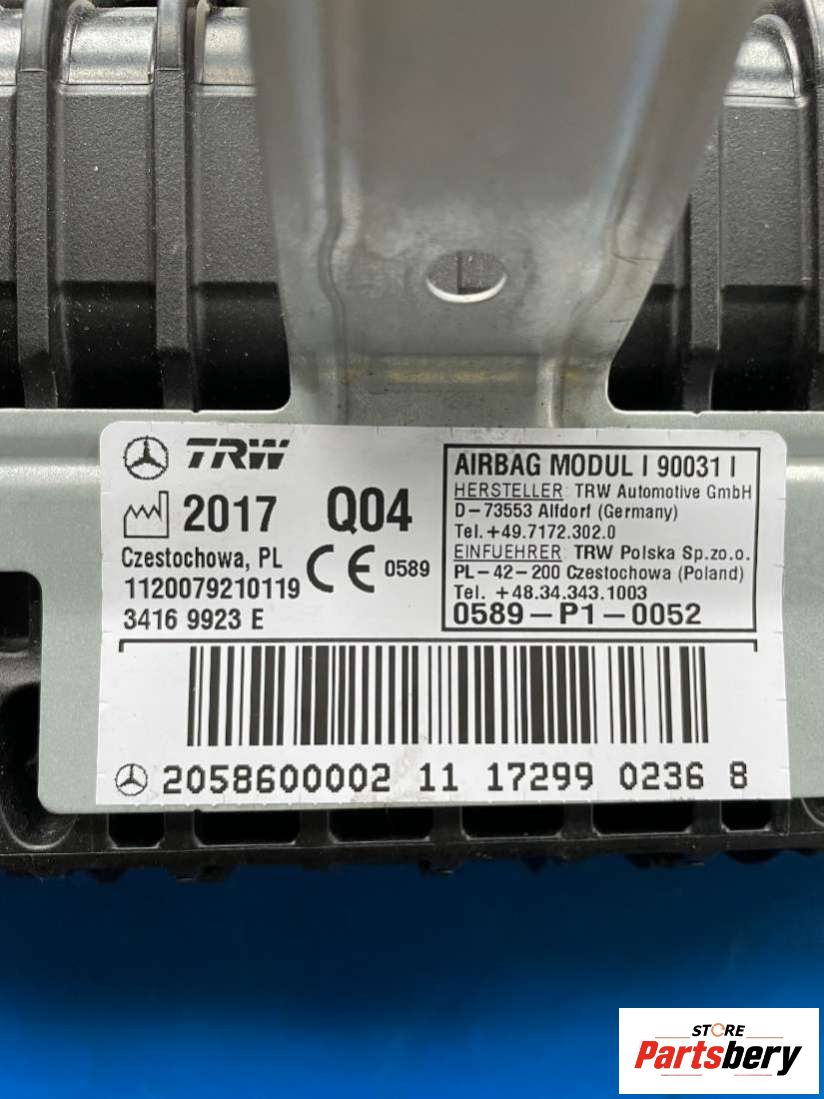 TRW
2017 Q04
Czestochowa, PL
1120079210119
3416 9923 E
CE 0589
AIRBAG MODUL I 90031 I
HERSTELLER: TRW Automotive GmbH
D-73553 Alfdorf (Germany)
Tel.+49.7172.302.0
EINFUEHRER: TRW Polska Sp.zo.o.
PL-42-200 Czestochowa (Poland)
Tel. +48.34.343.1003
0589-P1-0052
2058600002 11 17299 0236 8
STORE
Partsbery